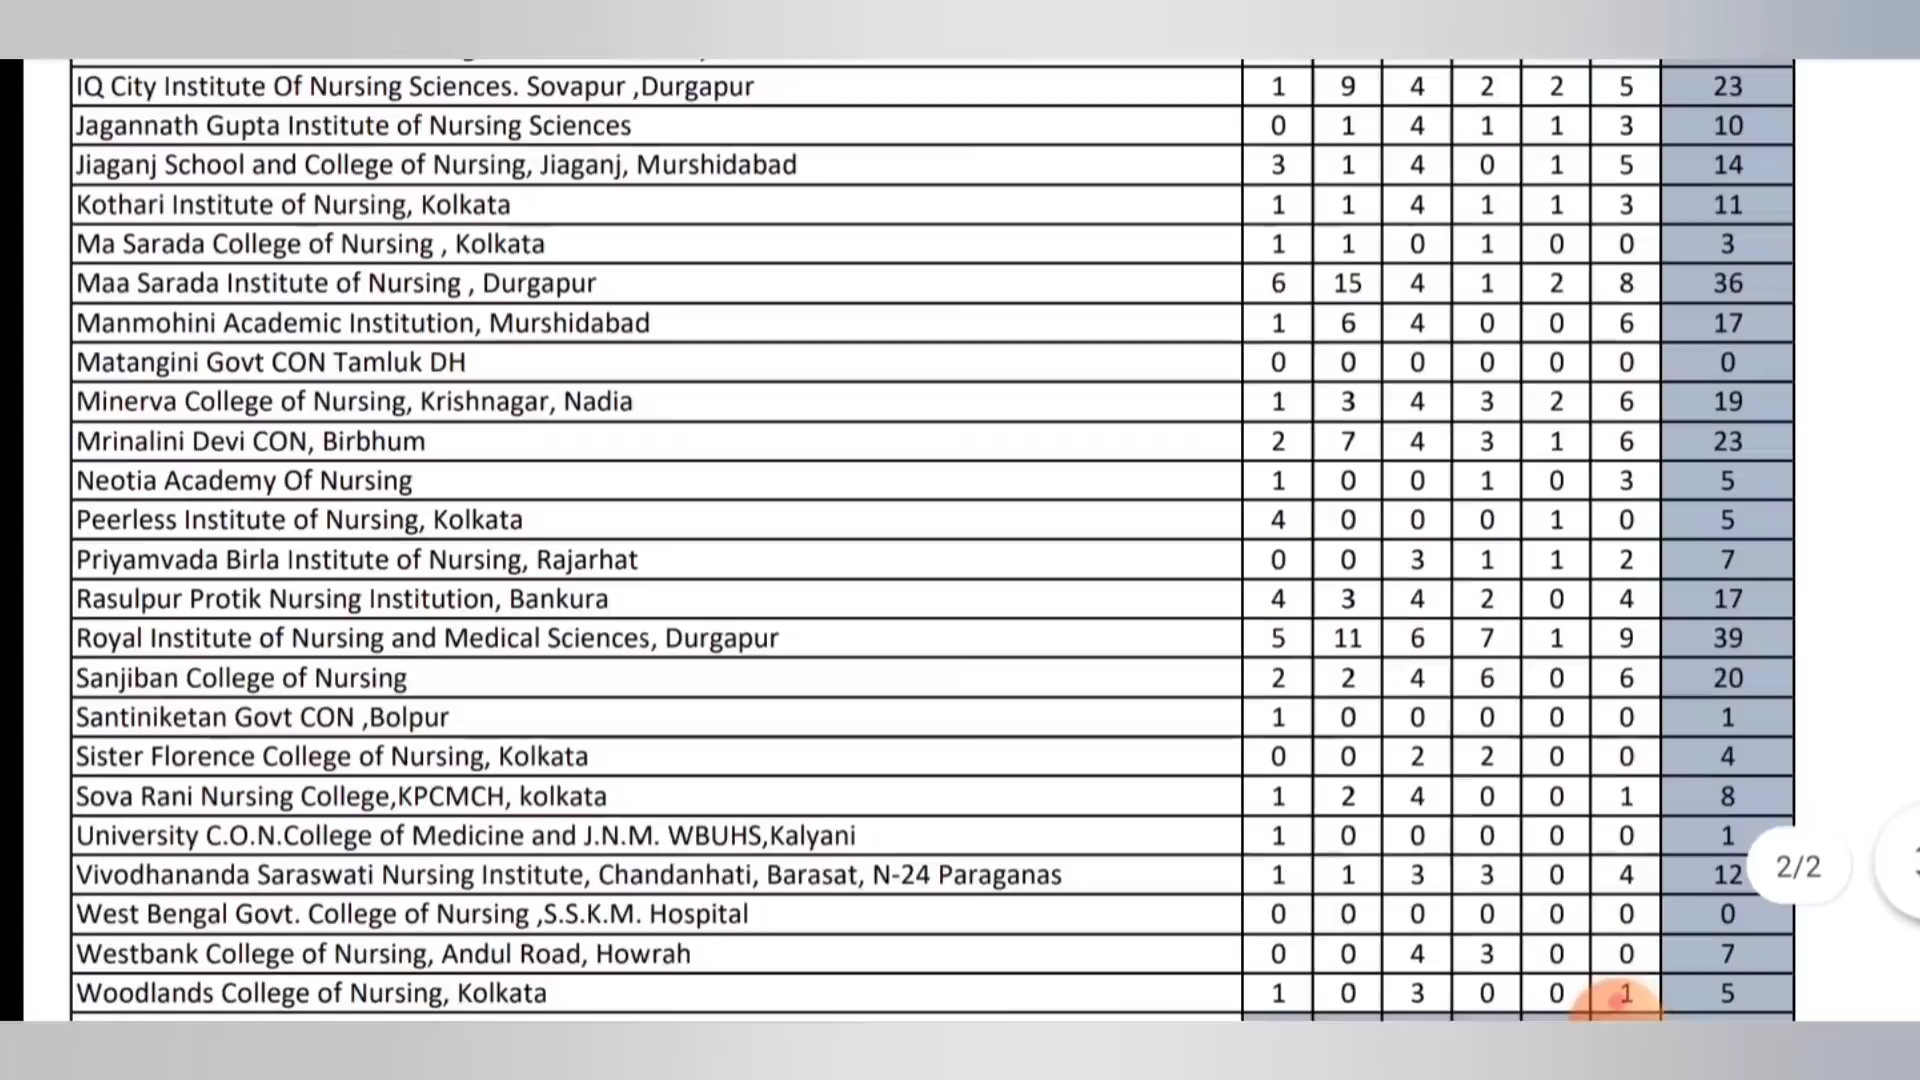 IQ City Institute Of Nursing Sciences. Sovapur ,Durgapur 1 9 4 2 2 5 23
Jagannath Gupta Institute of Nursing Sciences 0 1 4 1 1 3 10
Jiaganj School and College of Nursing, Jiaganj, Murshidabad 3 1 4 0 1 5 14
Kothari Institute of Nursing, Kolkata 1 1 4 1 1 3 11
Ma Sarada College of Nursing , Kolkata 1 1 0 1 0 0 3
Maa Sarada Institute of Nursing , Durgapur 6 15 4 1 2 8 36
Manmohini Academic Institution, Murshidabad 1 6 4 0 0 6 17
Matangini Govt CON Tamluk DH 0 0 0 0 0 0 0
Minerva College of Nursing, Krishnagar, Nadia 1 3 4 3 2 6 19
Mrinalini Devi CON, Birbhum 2 7 4 3 1 6 23
Neotia Academy Of Nursing 1 0 0 1 0 3 5
Peerless Institute of Nursing, Kolkata 4 0 0 0 1 0 5
Priyamvada Birla Institute of Nursing, Rajarhat 0 0 3 1 1 2 7
Rasulpur Protik Nursing Institution, Bankura 4 3 4 2 0 4 17
Royal Institute of Nursing and Medical Sciences, Durgapur 5 11 6 7 1 9 39
Sanjiban College of Nursing 2 2 4 6 0 6 20
Santiniketan Govt CON ,Bolpur 1 0 0 0 0 0 1
Sister Florence College of Nursing, Kolkata 0 0 2 2 0 0 4
Sova Rani Nursing College,KPCMCH, kolkata 1 2 4 0 0 1 8
University C.O.N.College of Medicine and J.N.M. WBUHS,Kalyani 1 0 0 0 0 0 1
Vivodhananda Saraswati Nursing Institute, Chandanhati, Barasat, N-24 Paraganas 1 1 3 3 0 4 12
2/2
West Bengal Govt. College of Nursing ,S.S.K.M. Hospital 0 0 0 0 0 0 0
Westbank College of Nursing, Andul Road, Howrah 0 0 4 3 0 0 7
Woodlands College of Nursing, Kolkata 1 0 3 0 0 1 5